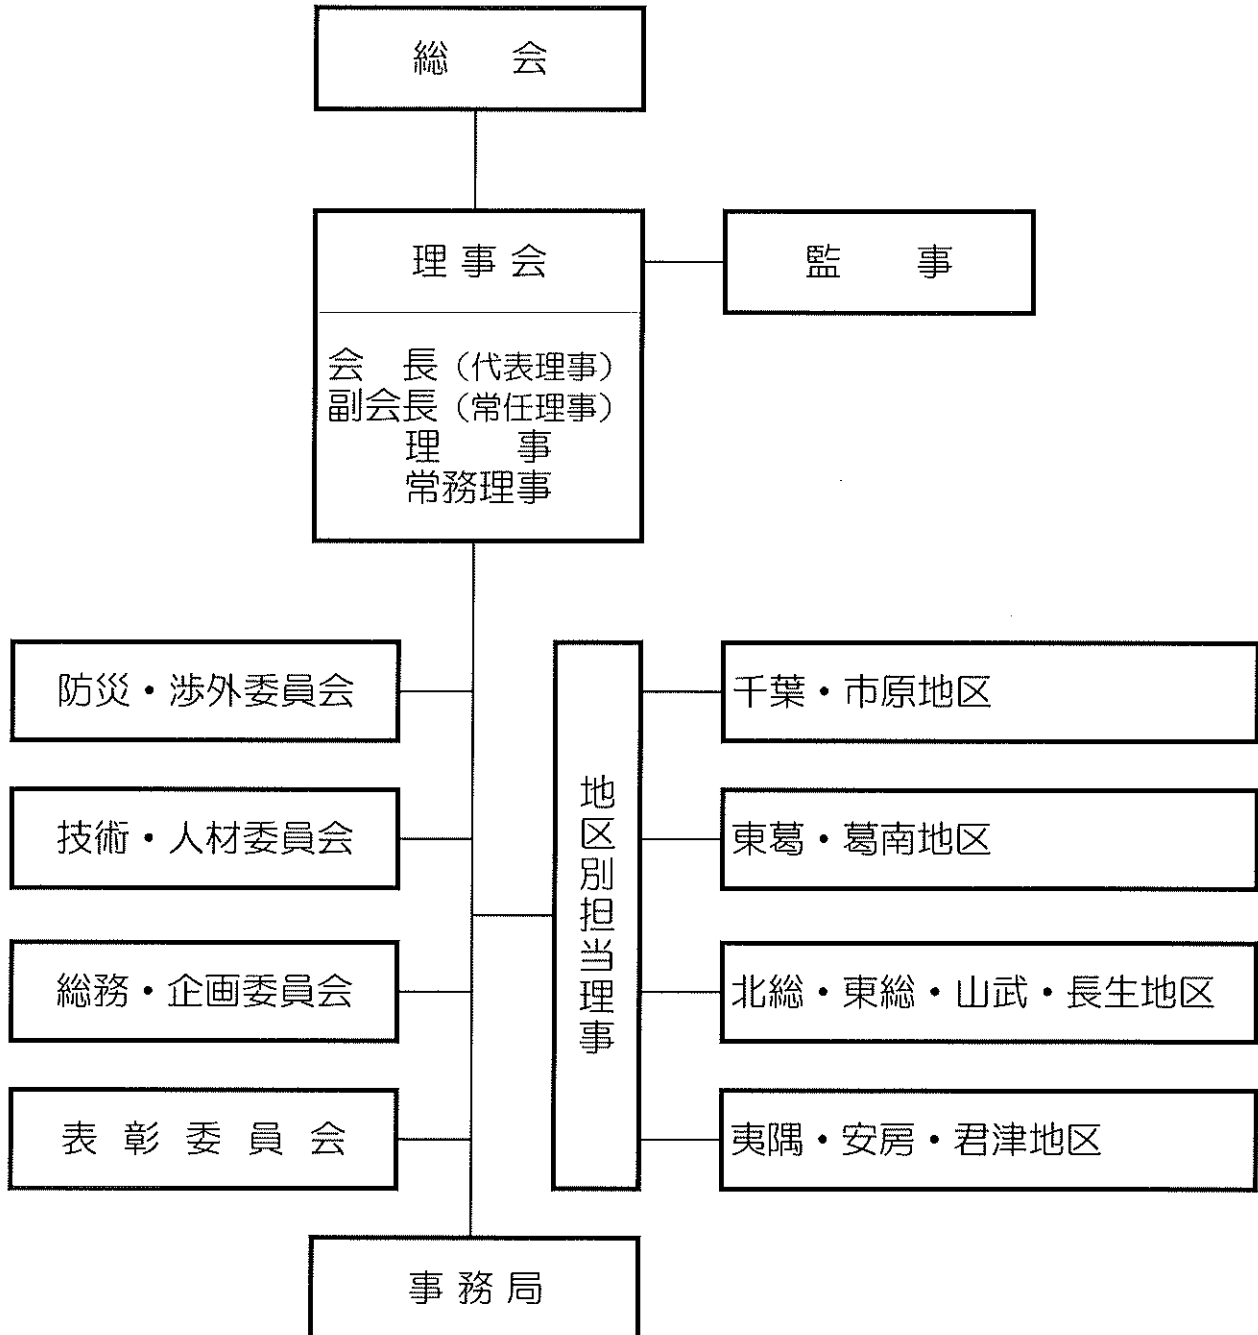 総 会
理事会
監 事
会 長（代表理事）
副会長（常任理事）
理 事
常務理事
防災・渉外委員会
技術・人材委員会
総務・企画委員会
表彰委員会
地区別担当理事
千葉・市原地区
東葛・葛南地区
北総・東総・山武・長生地区
夷隅・安房・君津地区
事務局